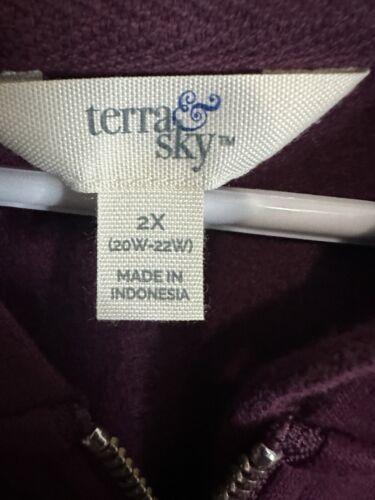 terra &
sky™
2X
(20W-22W)
MADE IN
INDONESIA